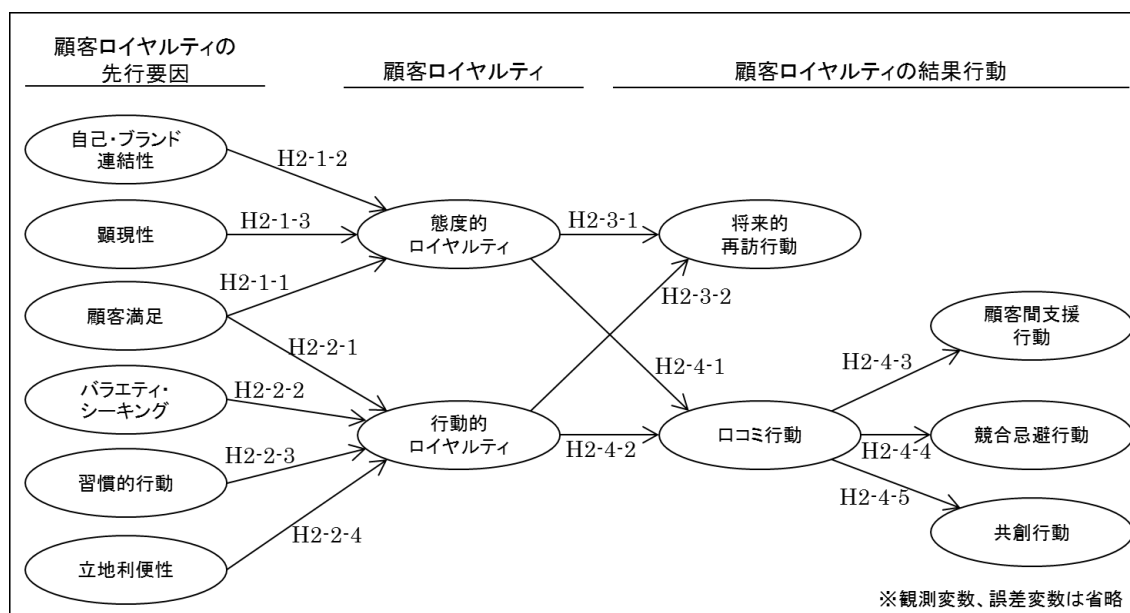 顧客ロイヤルティの
先行要因
顧客ロイヤルティ
顧客ロイヤルティの結果行動
自己・ブランド
連結性
H2-1-2
顕現性
H2-1-3
態度的
ロイヤルティ
H2-3-1
将来的
再訪行動
H2-1-1
H2-3-2
顧客満足
顧客間支援
行動
H2-2-1
H2-4-1
H2-4-3
バラエティ・
シーキング
H2-2-2
行動的
ロイヤルティ
H2-4-2
口コミ行動
H2-4-4
競合忌避行動
H2-2-3
習慣的行動
H2-4-5
H2-2-4
共創行動
立地利便性
※観測変数、誤差変数は省略